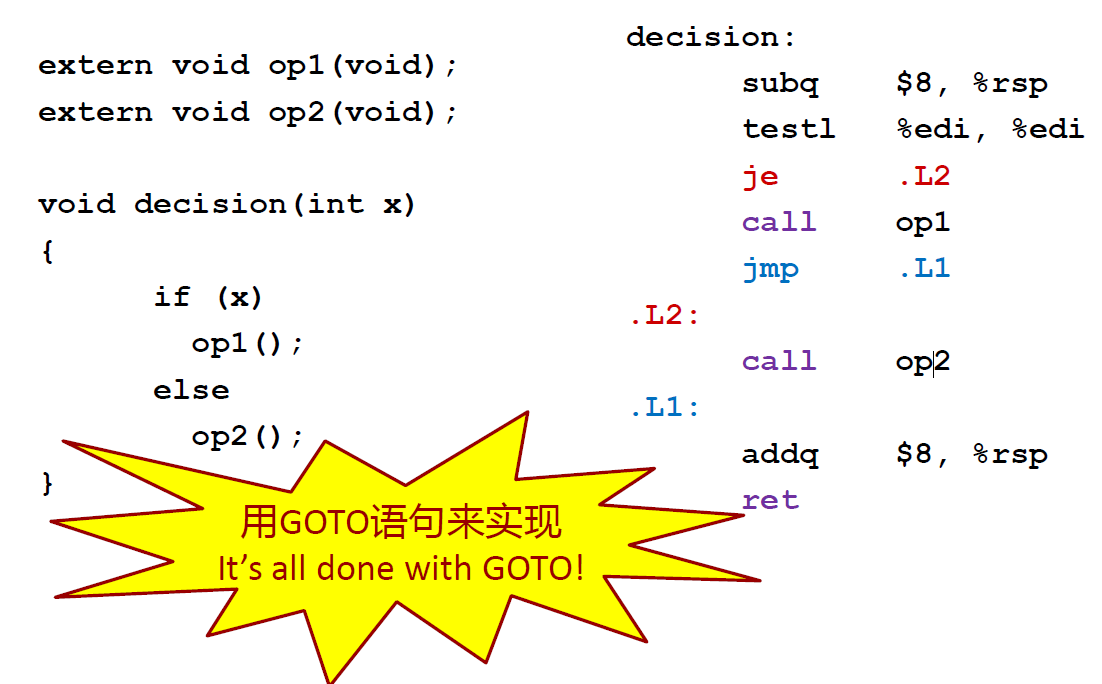 extern void op1(void);
extern void op2(void);
void decision(int x)
{
if (x)
op1();
else
op2();
}
decision:
subq $8, %rsp
testl %edi, %edi
je .L2
call op1
jmp .L1
.L2:
call op2
.L1:
addq $8, %rsp
ret
用GOTO语句来实现
It’s all done with GOTO!